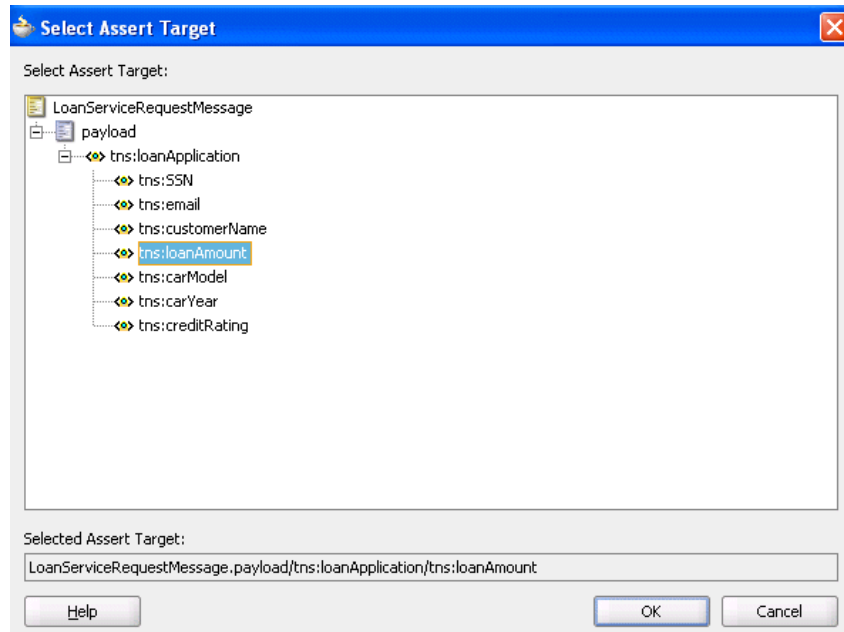 Select Assert Target
Select Assert Target:
LoanServiceRequestMessage
payload
tns:loanApplication
tns:SSN
tns:email
tns:customerName
tns:loanAmount
tns:carModel
tns:carYear
tns:creditRating
Selected Assert Target:
LoanServiceRequestMessage.payload/tns:loanApplication/tns:loanAmount
Help OK Cancel